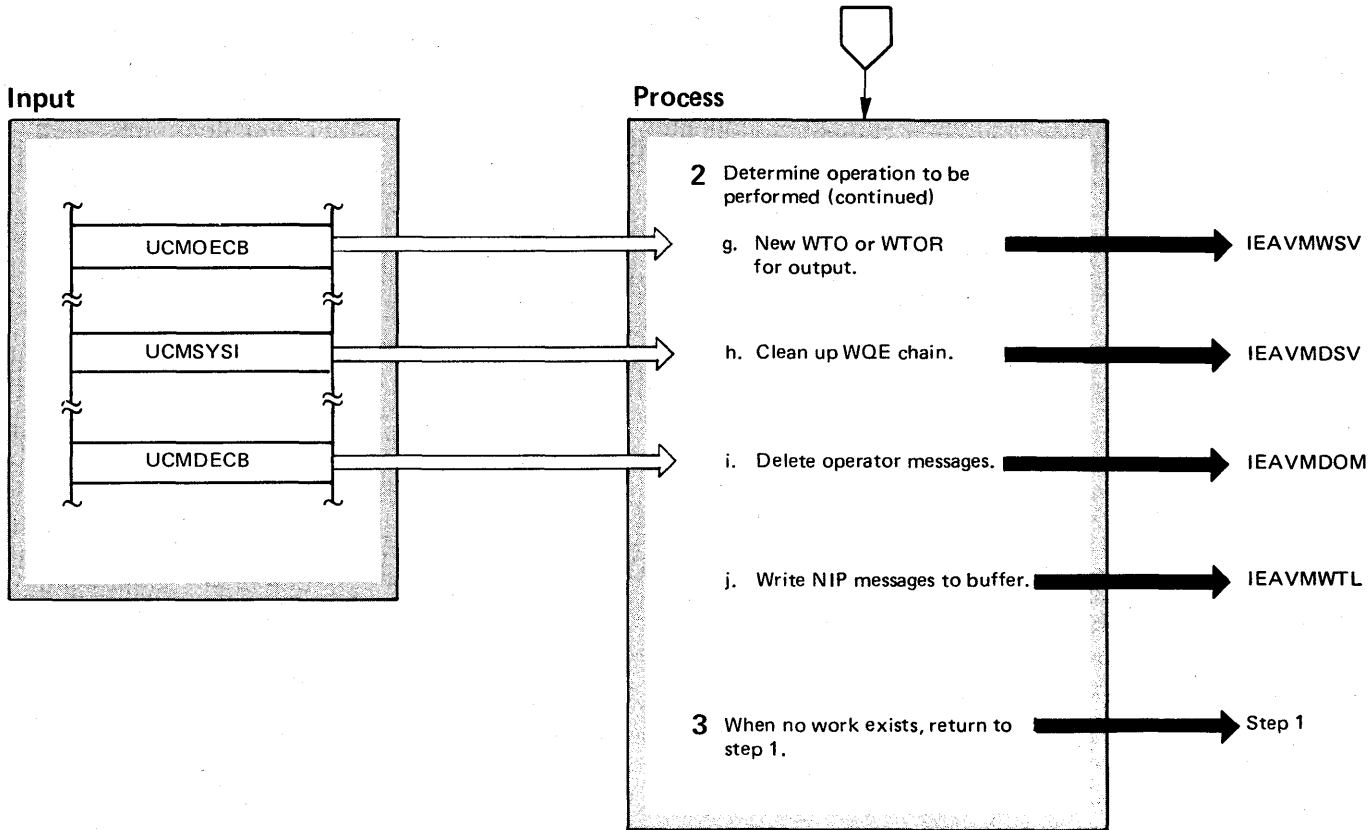 Input
UCMOECB
UCMSYSI
UCMDECB
Process
2 Determine operation to be
performed (continued)
g. New WTO or WTOR
for output.
IEAVMWSV
h. Clean up WQE chain.
IEAVMDSV
i. Delete operator messages.
IEAVMDOM
j. Write NIP messages to buffer.
IEAVMWTL
3 When no work exists, return to
step 1.
Step 1